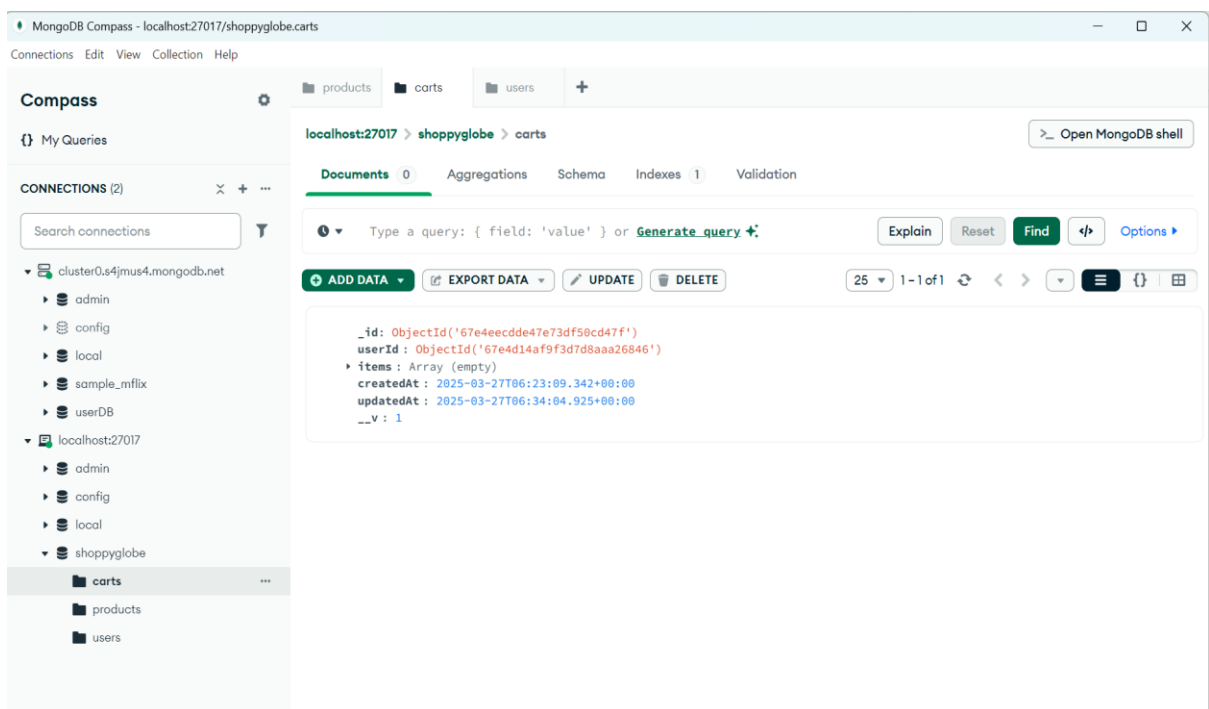 MongoDB Compass - localhost:27017/shoppyglobe.carts
Connections Edit View Collection Help
Compass
{} My Queries
CONNECTIONS (2)
Search connections
cluster0.s4jmus4.mongodb.net
admin
config
local
sample_mflix
userDB
localhost:27017
admin
config
local
shoppyglobe
carts
products
users
products carts users
localhost:27017 > shoppyglobe > carts
>_ Open MongoDB shell
Documents 0 Aggregations Schema Indexes 1 Validation
Type a query: { field: 'value' } or Generate query
Explain Reset Find </> Options
ADD DATA EXPORT DATA UPDATE DELETE
25 1 – 1 of 1 {}
_id: ObjectId('67e4eecdde47e73df50cd47f')
userId : ObjectId('67e4d14af9f3d7d8aaa26846')
items : Array (empty)
createdAt : 2025-03-27T06:23:09.342+00:00
updatedAt : 2025-03-27T06:34:04.925+00:00
__v : 1